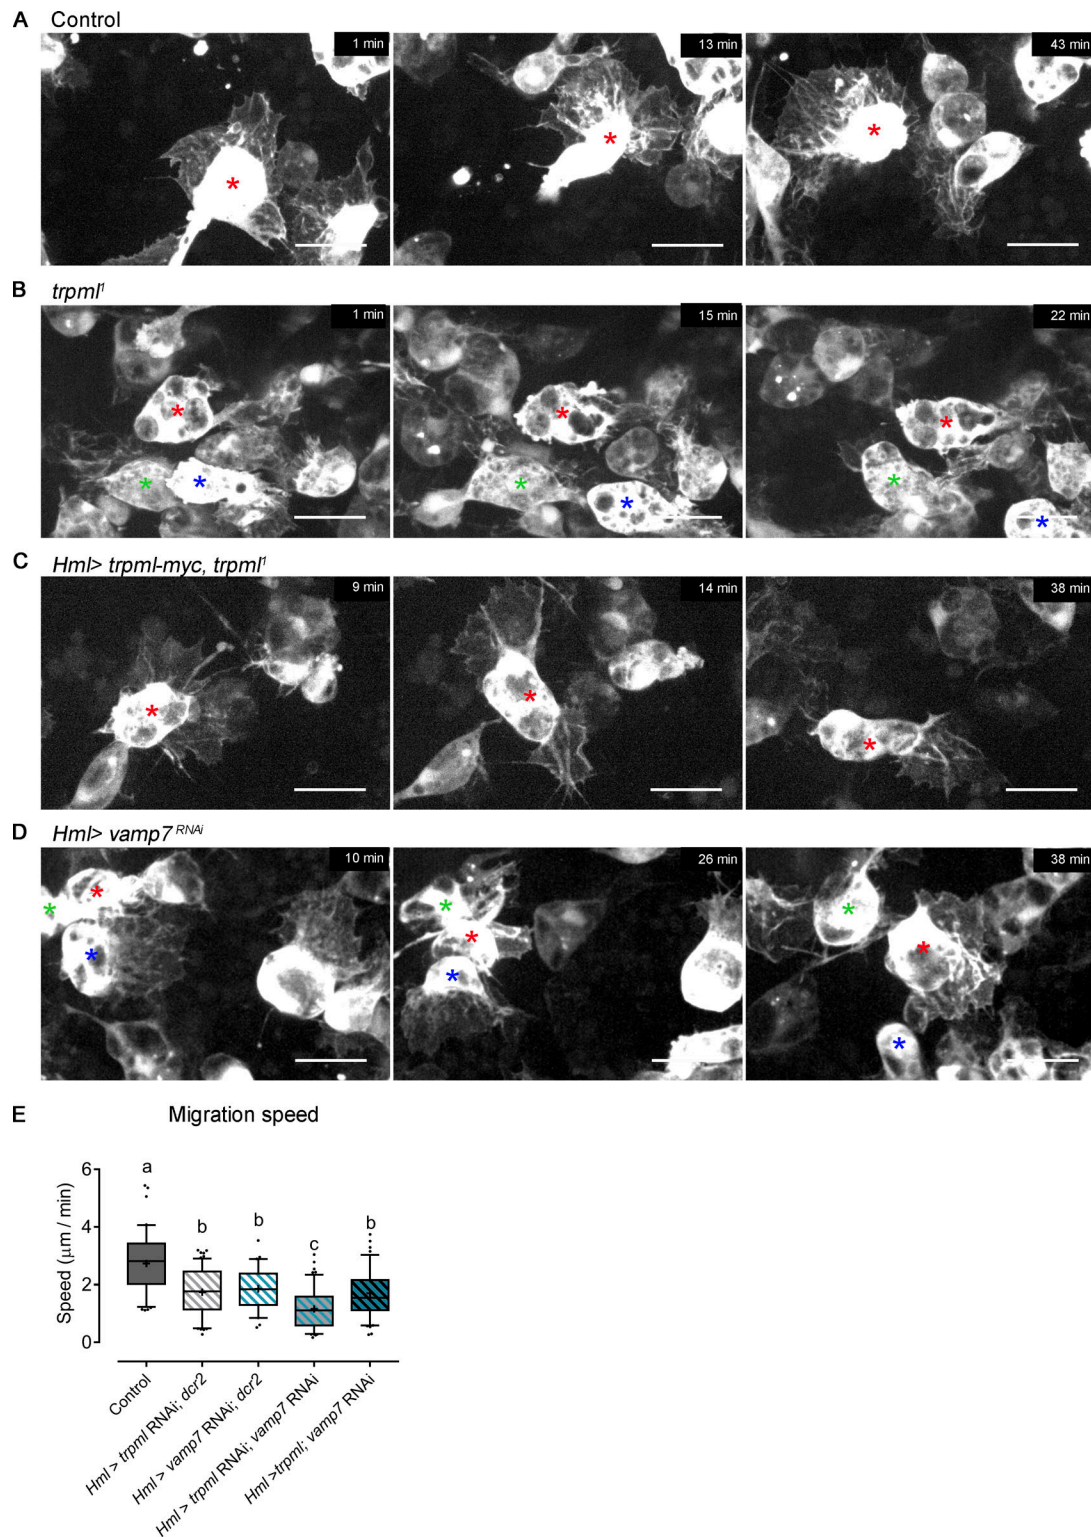 A Control
1 min
13 min
43 min
B trpml¹
1 min
15 min
22 min
C Hml> trpml-myc, trpml¹
9 min
14 min
38 min
D Hml> vamp7 RNAi
10 min
26 min
38 min
E
Migration speed
Speed (μm / min)
6
4
2
0
a
b
b
c
b
Control
Hml > trpml RNAi; dcr2
Hml > vamp7 RNAi; dcr2
Hml > trpml RNAi; vamp7 RNAi
Hml >trpml; vamp7 RNAi